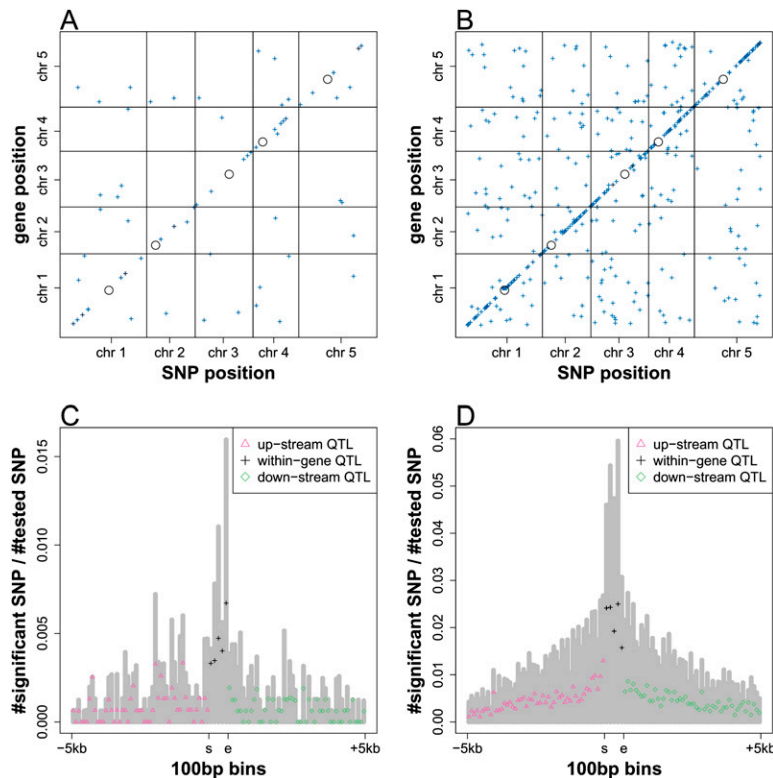 A
B
chr 5
chr 4
chr 3
chr 2
chr 1
gene position
chr 1
chr 2
chr 3
chr 4
chr 5
SNP position
chr 5
chr 4
chr 3
chr 2
chr 1
gene position
chr 1
chr 2
chr 3
chr 4
chr 5
SNP position
C
D
up−stream QTL
within−gene QTL
down−stream QTL
0.015
0.010
0.005
0.000
#significant SNP / #tested SNP
−5kb
s
e
+5kb
100bp bins
up−stream QTL
within−gene QTL
down−stream QTL
0.06
0.05
0.04
0.03
0.02
0.01
0.00
#significant SNP / #tested SNP
−5kb
s
e
+5kb
100bp bins